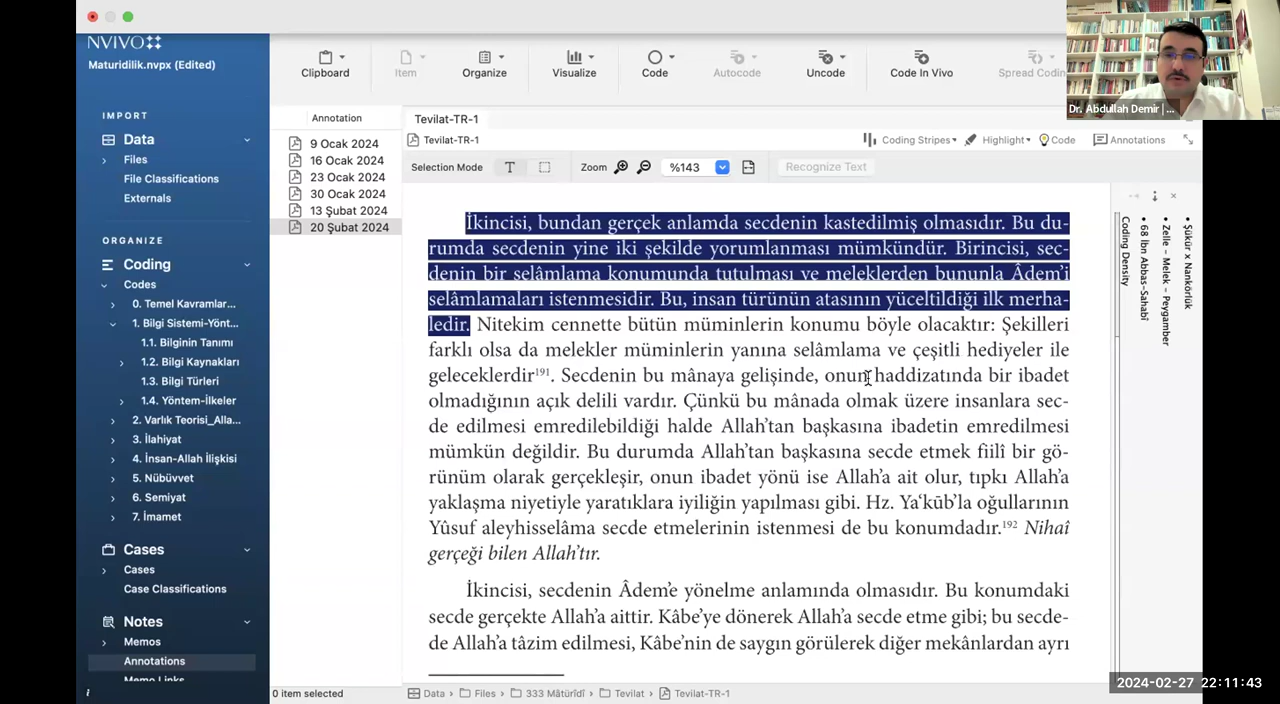 NVIVO
Maturidilik.nvpx (Edited)
IMPORT
Data
Files
File Classifications
Externals
ORGANIZE
Coding
Codes
0. Temel Kavramlar...
1. Bilgi Sistemi-Yönt...
1.1. Bilginin Tanımı
1.2. Bilgi Kaynakları
1.3. Bilgi Türleri
1.4. Yöntem-İlkeler
2. Varlık Teorisi_Alla...
3. İlahiyat
4. İnsan-Allah İlişkisi
5. Nübüvvet
6. Semiyat
7. İmamet
Cases
Cases
Case Classifications
Notes
Memos
Annotations
Memo Links
Clipboard
Item
Organize
Visualize
Code
Autocode
Uncode
Code In Vivo
Spread Codin
Dr. Abdullah Demir | ...
Annotation
9 Ocak 2024
16 Ocak 2024
23 Ocak 2024
30 Ocak 2024
13 Şubat 2024
20 Şubat 2024
0 item selected
Tevilat-TR-1
Tevilat-TR-1
Coding Stripes
Highlight
Code
Annotations
Selection Mode
T
Zoom
%143
Recognize Text
İkincisi, bundan gerçek anlamda secdenin kastedilmiş olmasıdır. Bu du-
rumda secdenin yine iki şekilde yorumlanması mümkündür. Birincisi, sec-
denin bir selâmlama konumunda tutulması ve meleklerden bununla Âdem'i
selâmlamaları istenmesidir. Bu, insan türünün atasının yüceltildiği ilk merha-
ledir. Nitekim cennette bütün müminlerin konumu böyle olacaktır: Şekilleri
farklı olsa da melekler müminlerin yanına selâmlama ve çeşitli hediyeler ile
geleceklerdir191. Secdenin bu mânaya gelişinde, onun haddizatında bir ibadet
olmadığının açık delili vardır. Çünkü bu mânada olmak üzere insanlara sec-
de edilmesi emredilebildiği halde Allah'tan başkasına ibadetin emredilmesi
mümkün değildir. Bu durumda Allah'tan başkasına secde etmek fiilî bir gö-
rünüm olarak gerçekleşir, onun ibadet yönü ise Allah'a ait olur, tıpkı Allah'a
yaklaşma niyetiyle yaratıklara iyiliğin yapılması gibi. Hz. Ya'kūb'la oğullarının
Yûsuf aleyhisselâma secde etmelerinin istenmesi de bu konumdadır.192 Nihaî
gerçeği bilen Allah'tır.
İkincisi, secdenin Âdem'e yönelme anlamında olmasıdır. Bu konumdaki
secde gerçekte Allah'a aittir. Kâbe'ye dönerek Allah'a secde etme gibi; bu secde-
de Allah'a tâzim edilmesi, Kâbe'nin de saygın görülerek diğer mekânlardan ayrı
Şükür x Nankörlük
Zelle - Melek - Peygamber
68 İbn Abbas-Sahabî
Coding Density
Data
Files
333 Mâtürîdî
Tevilat
Tevilat-TR-1
2024-02-27 22:11:43